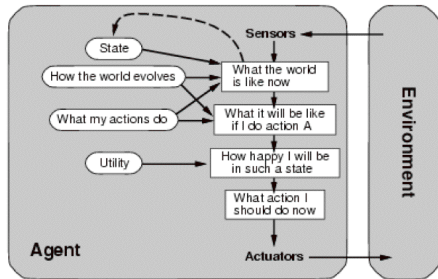 Sensors
State
What the world
is like now
How the world evolves
What it will be like
if I do action A
What my actions do
How happy I will be
in such a state
Utility
What action I
should do now
Agent
Actuators
Environment